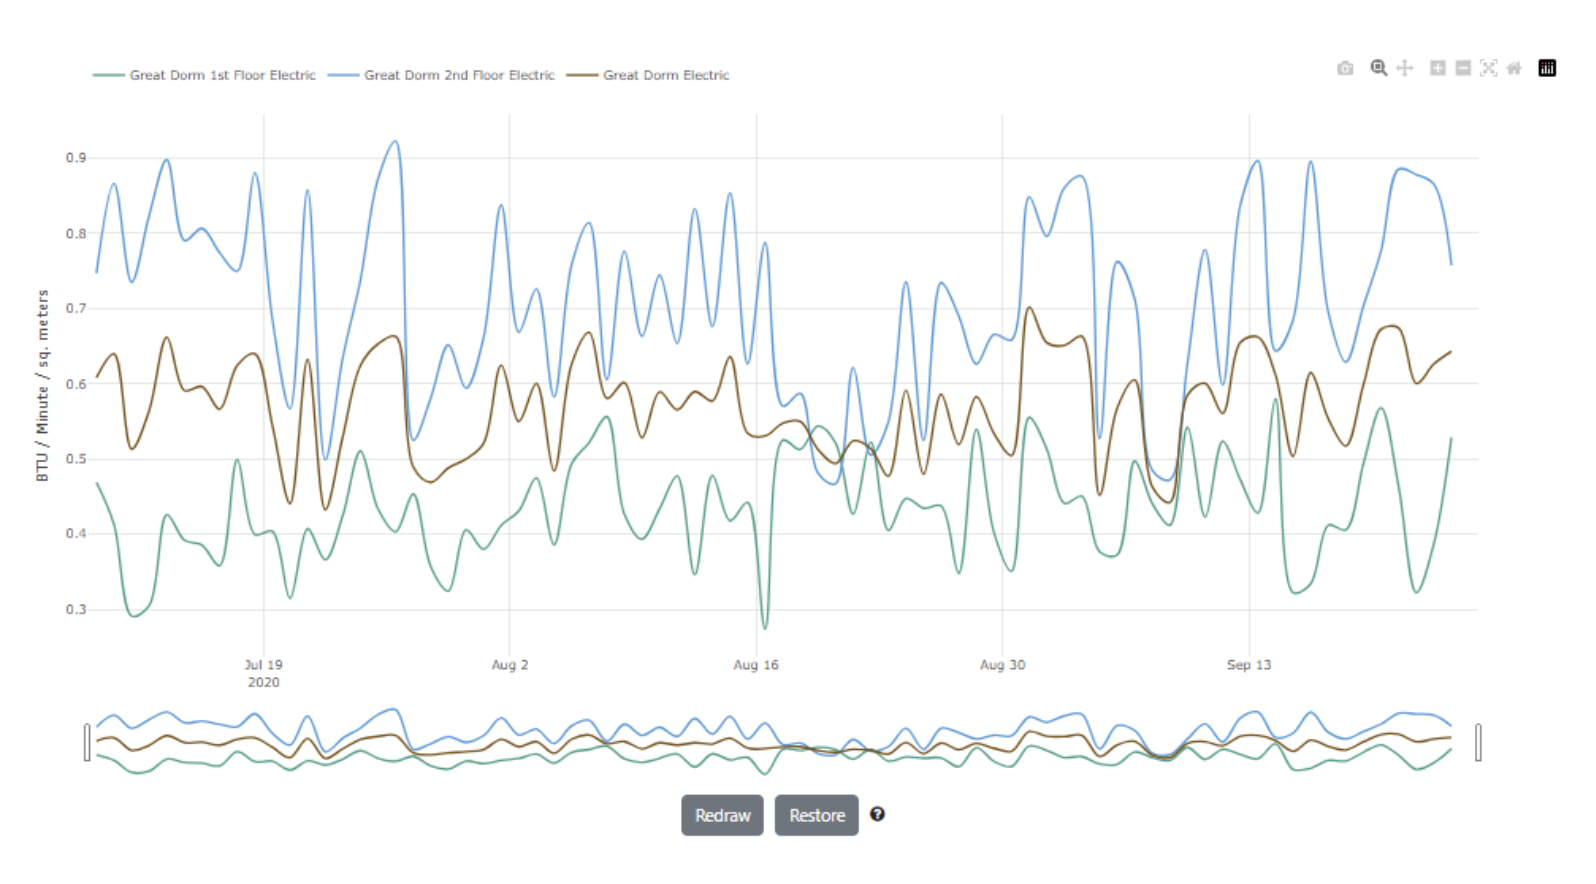 Great Dorm 1st Floor Electric Great Dorm 2nd Floor Electric Great Dorm Electric
BTU / Minute / sq. meters
0.9
0.8
0.7
0.6
0.5
0.4
0.3
Jul 19 Aug 2 Aug 16 Aug 30 Sep 13
2020
Redraw Restore ?